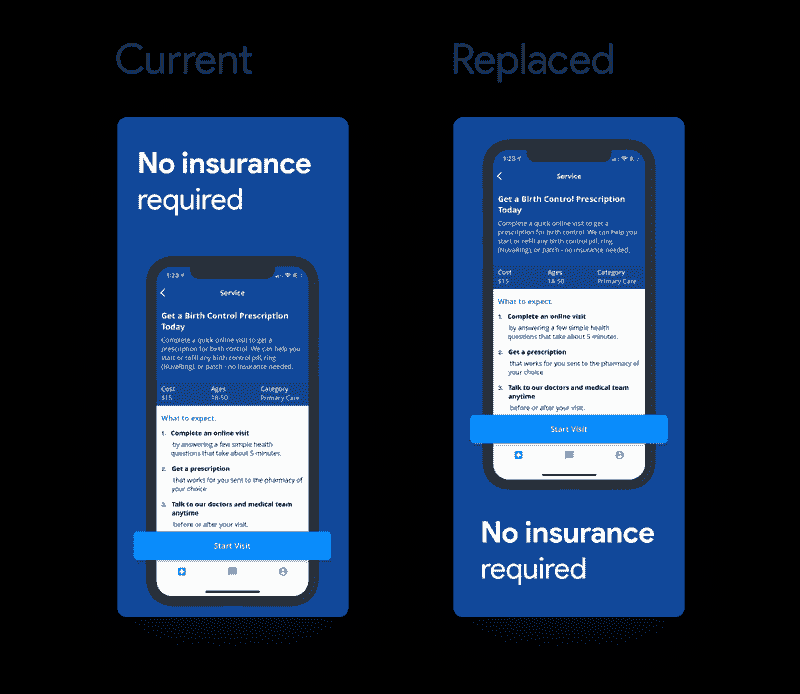 Current
No insurance
required
1:23
Service
Get a Birth Control Prescription
Today
Complete a quick online visit to get a
prescription for birth control. We can help you
start or refill any birth control pill, ring
(NuvaRing), or patch - no insurance needed.
Cost Ages Category
$15 18-50 Primary Care
What to expect.
1. Complete an online visit
by answering a few simple health
questions that take about 5 minutes.
2. Get a prescription
that works for you sent to the pharmacy of
your choice
3. Talk to our doctors and medical team
anytime
before or after your visit.
Start Visit
Replaced
1:23
Service
Get a Birth Control Prescription
Today
Complete a quick online visit to get a
prescription for birth control. We can help you
start or refill any birth control pill, ring
(NuvaRing), or patch - no insurance needed.
Cost Ages Category
$15 18-50 Primary Care
What to expect.
1. Complete an online visit
by answering a few simple health
questions that take about 5 minutes.
2. Get a prescription
that works for you sent to the pharmacy of
your choice
3. Talk to our doctors and medical team
anytime
before or after your visit.
Start Visit
No insurance
required